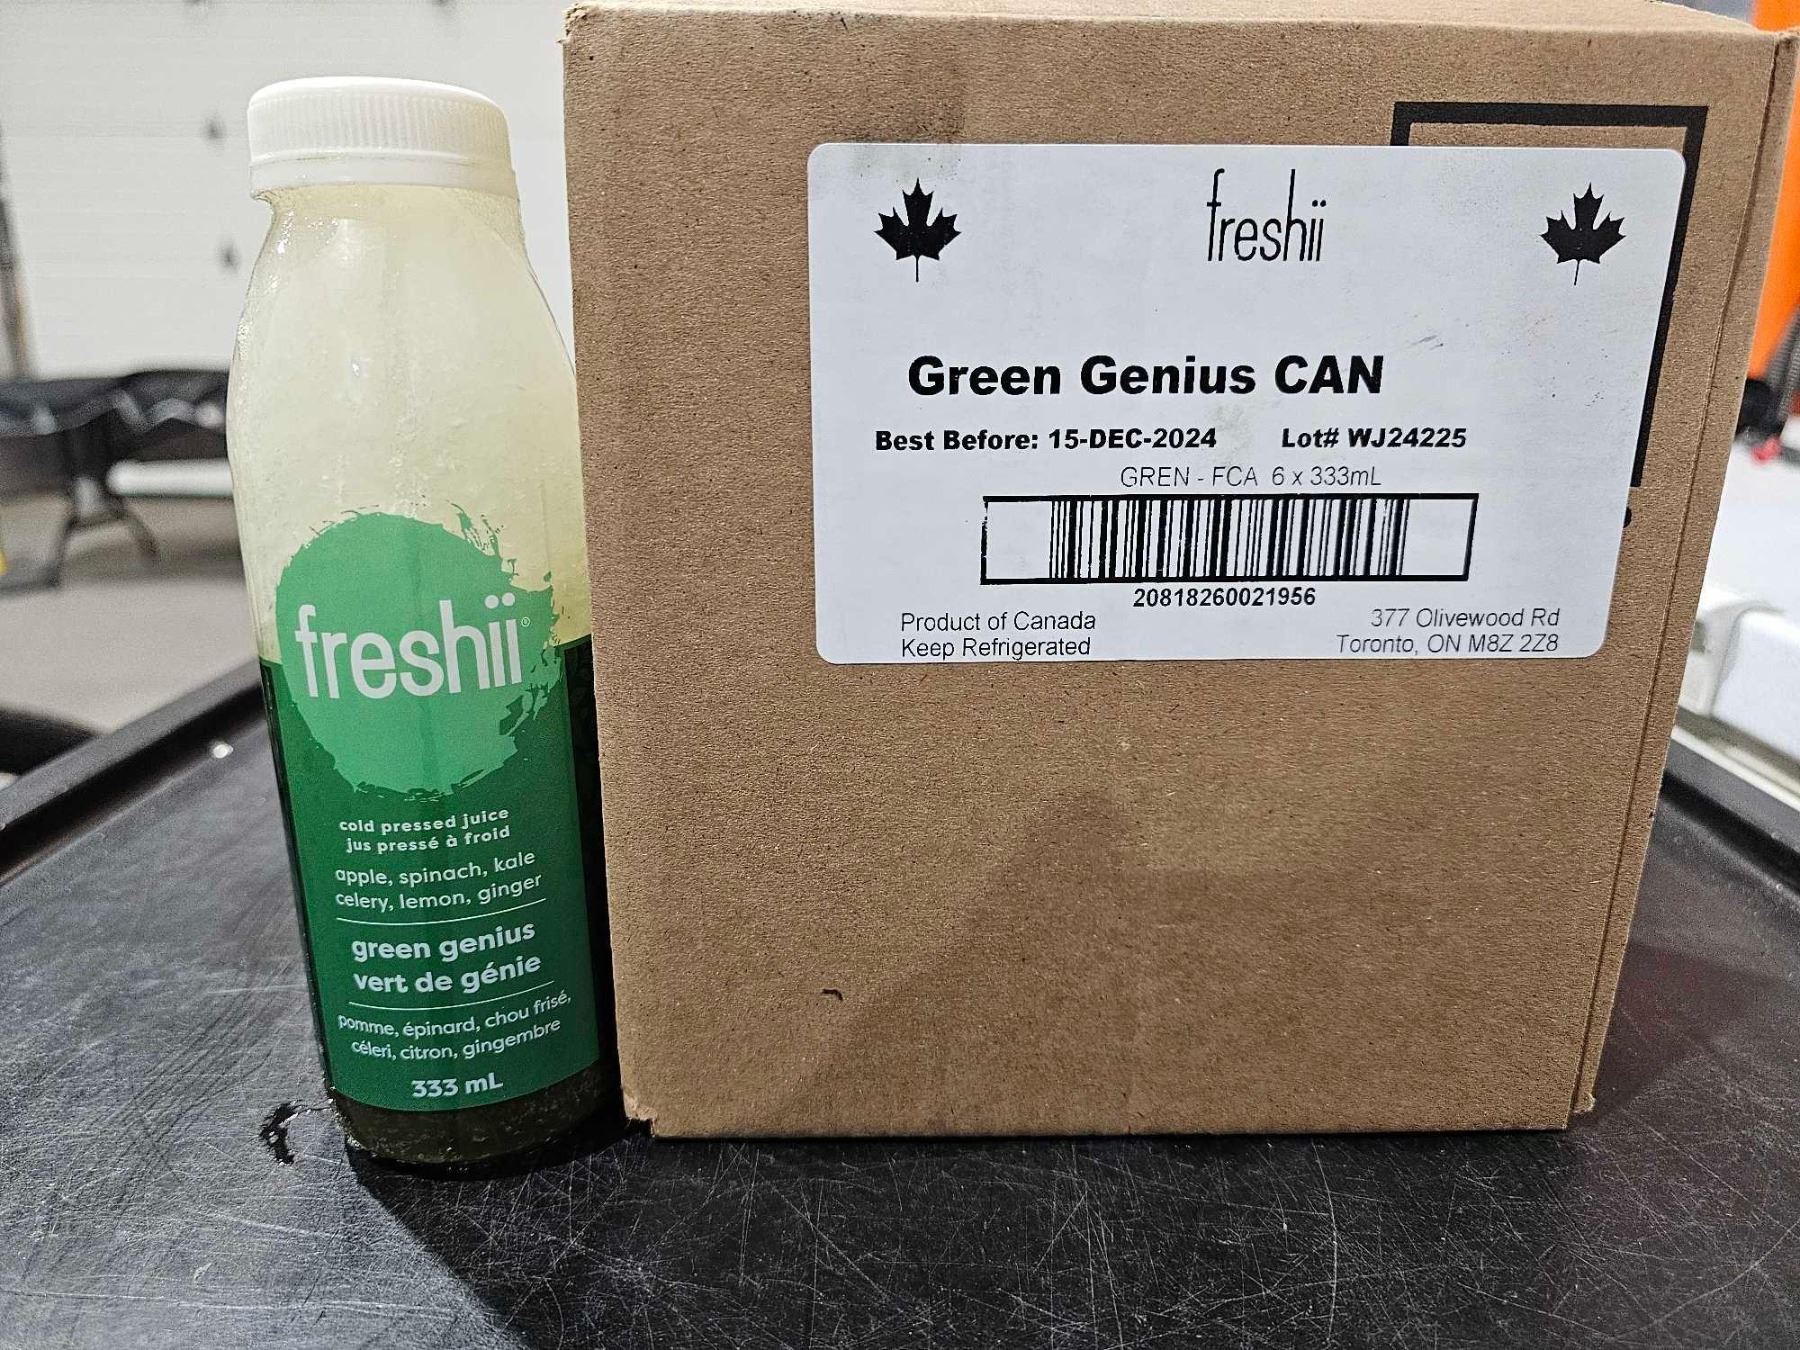 freshii®
cold pressed juice
jus pressé à froid
apple, spinach, kale
celery, lemon, ginger
green genius
vert de génie
pomme, épinard, chou frisé,
céleri, citron, gingembre
333 mL
freshii
Green Genius CAN
Best Before: 15-DEC-2024 Lot# WJ24225
GREN - FCA 6 x 333mL
20818260021956
Product of Canada 377 Olivewood Rd
Keep Refrigerated Toronto, ON M8Z 2Z8